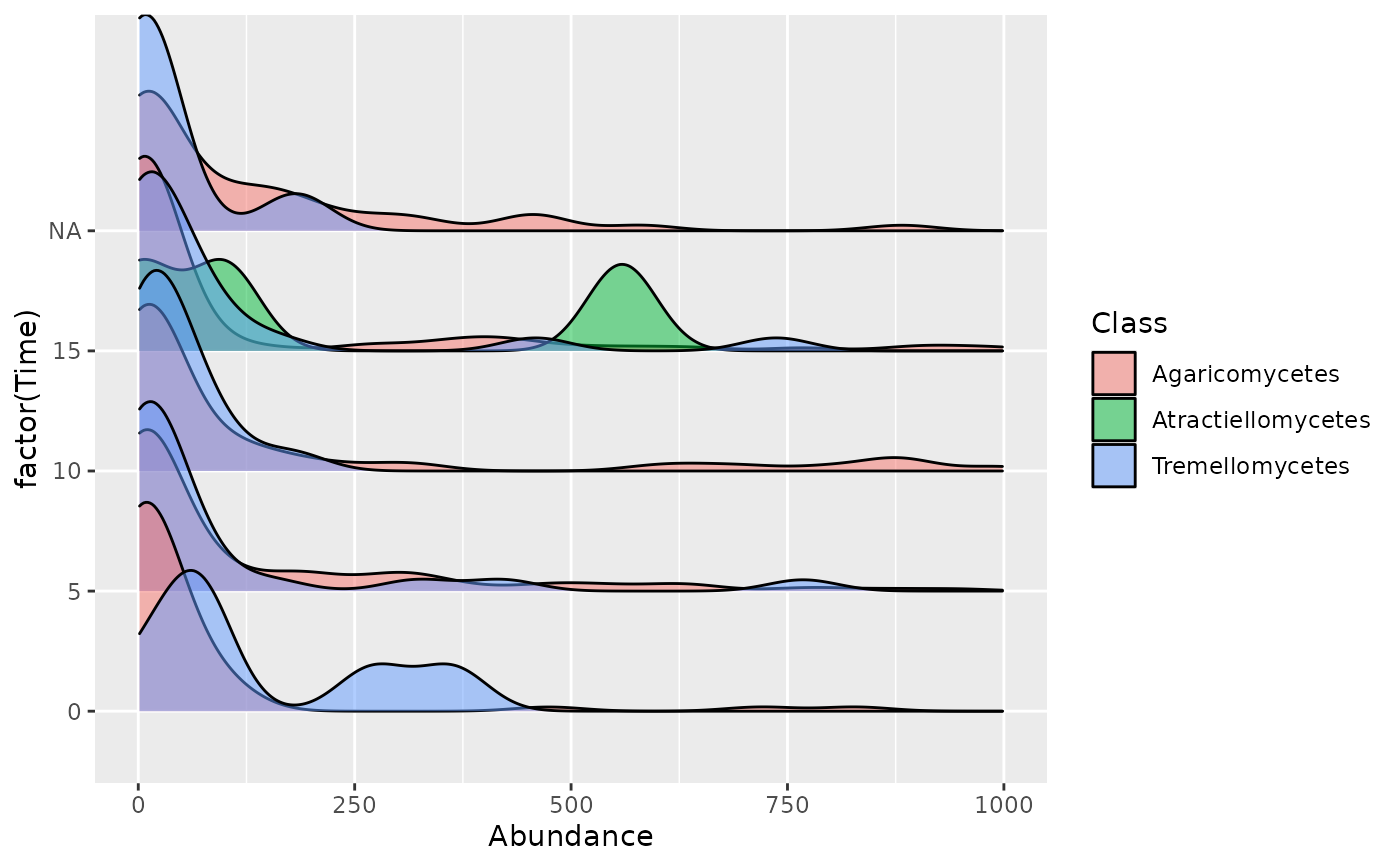 factor(Time)
NA
15
10
5
0
0
250
500
750
1000
Abundance
Class
Agaricomycetes
Atractiellomycetes
Tremellomycetes